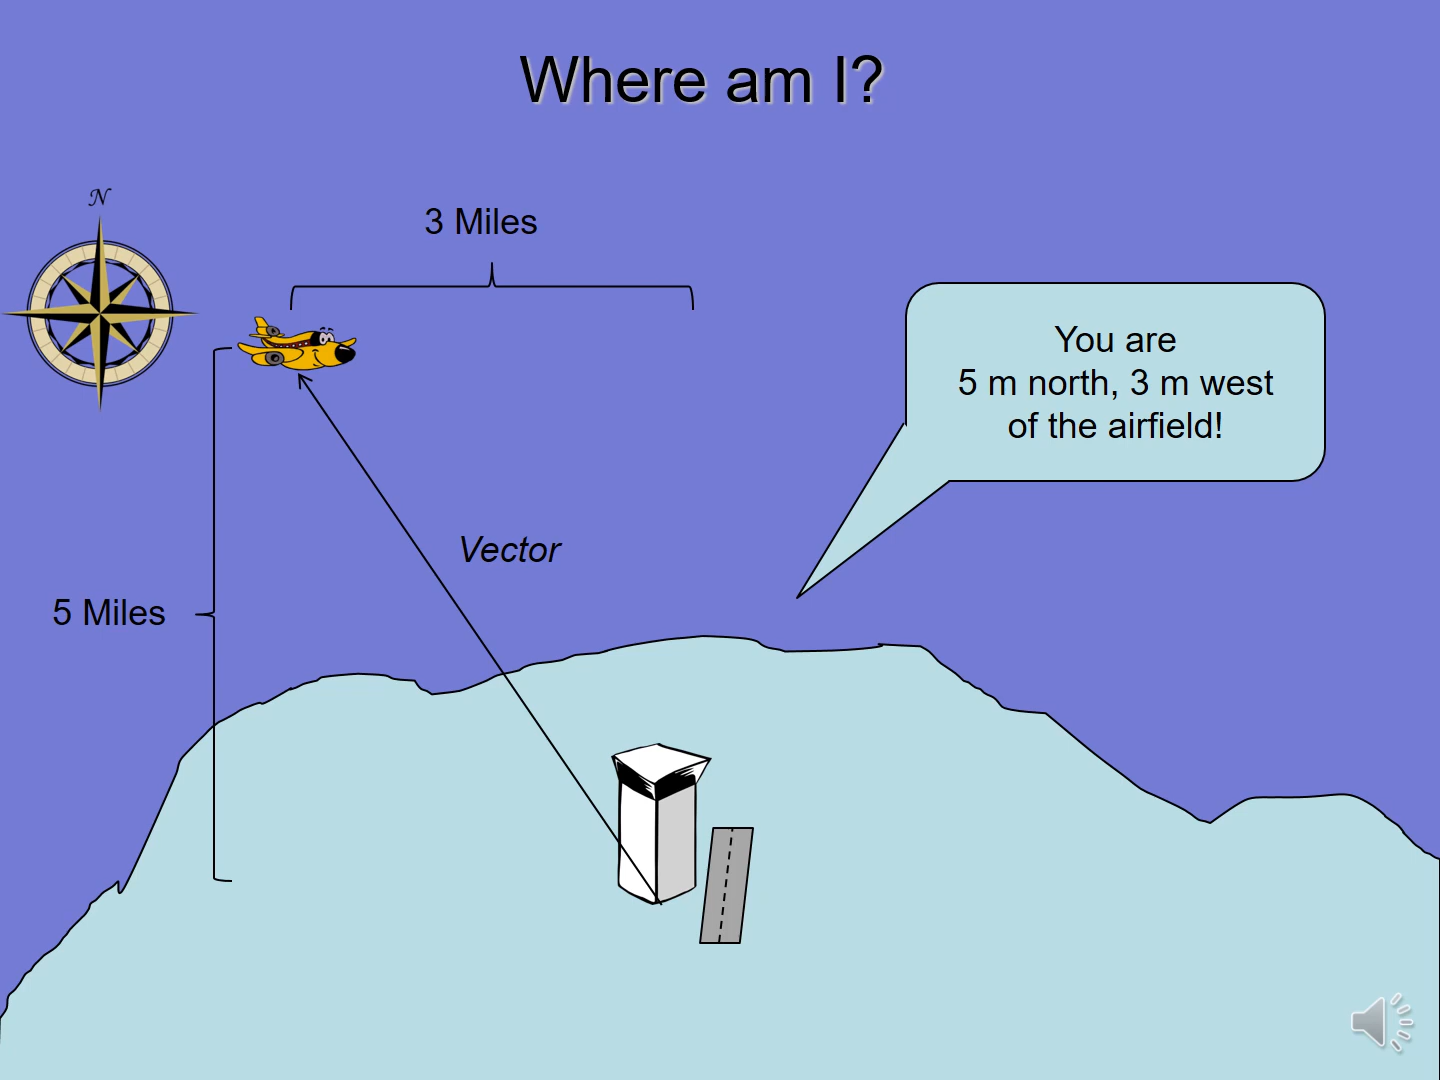 Where am I?
N
3 Miles
You are
5 m north, 3 m west
of the airfield!
Vector
5 Miles